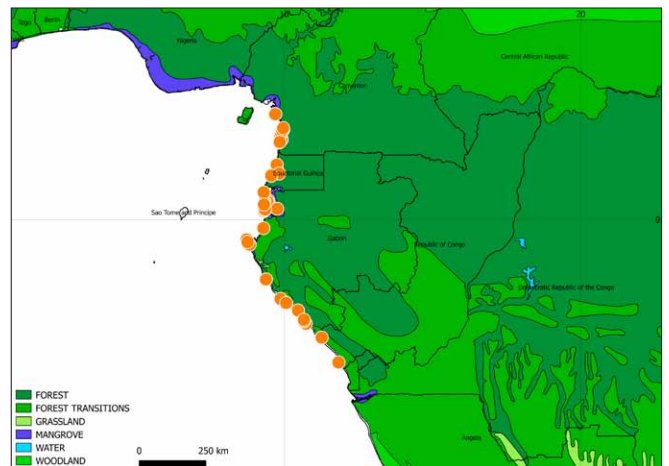 10
20
Togo
Benin
Nigeria
Central African Republic
Cameroon
Equatorial Guinea
Sao Tome and Principe
0
Gabon
Republic of Congo
Democratic Republic of the Congo
Angola
FOREST
FOREST TRANSITIONS
GRASSLAND
MANGROVE
WATER
WOODLAND
0
250 km